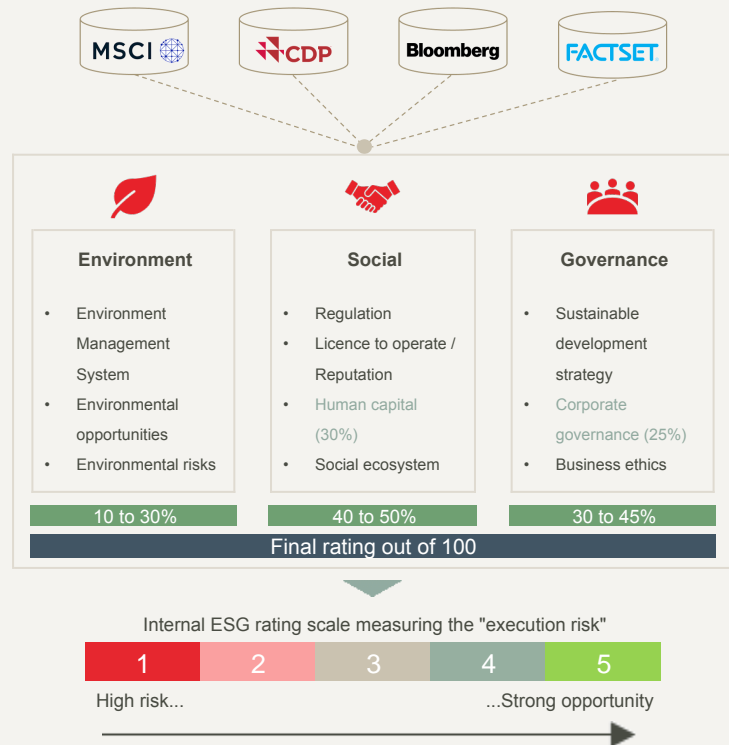 MSCI
CDP
Bloomberg
FACTSET
Environment
• Environment
Management
System
• Environmental
opportunities
• Environmental risks
10 to 30%
Social
• Regulation
• Licence to operate /
Reputation
• Human capital
(30%)
• Social ecosystem
40 to 50%
Governance
• Sustainable
development
strategy
• Corporate
governance (25%)
• Business ethics
30 to 45%
Final rating out of 100
Internal ESG rating scale measuring the "execution risk"
1 2 3 4 5
High risk... ...Strong opportunity